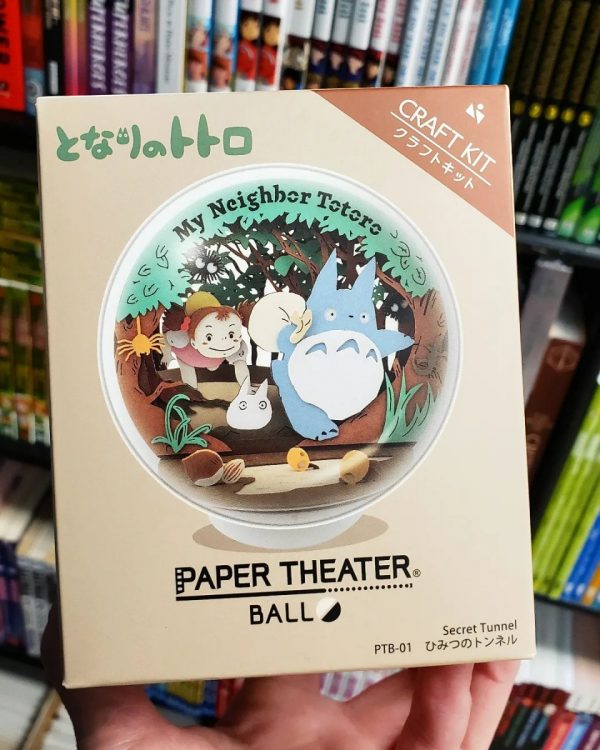 となりのトトロ
CRAFT KIT
クラフトキット
My Neighbor Totoro
PAPER THEATER®
BALL
Secret Tunnel
PTB-01 ひみつのトンネル